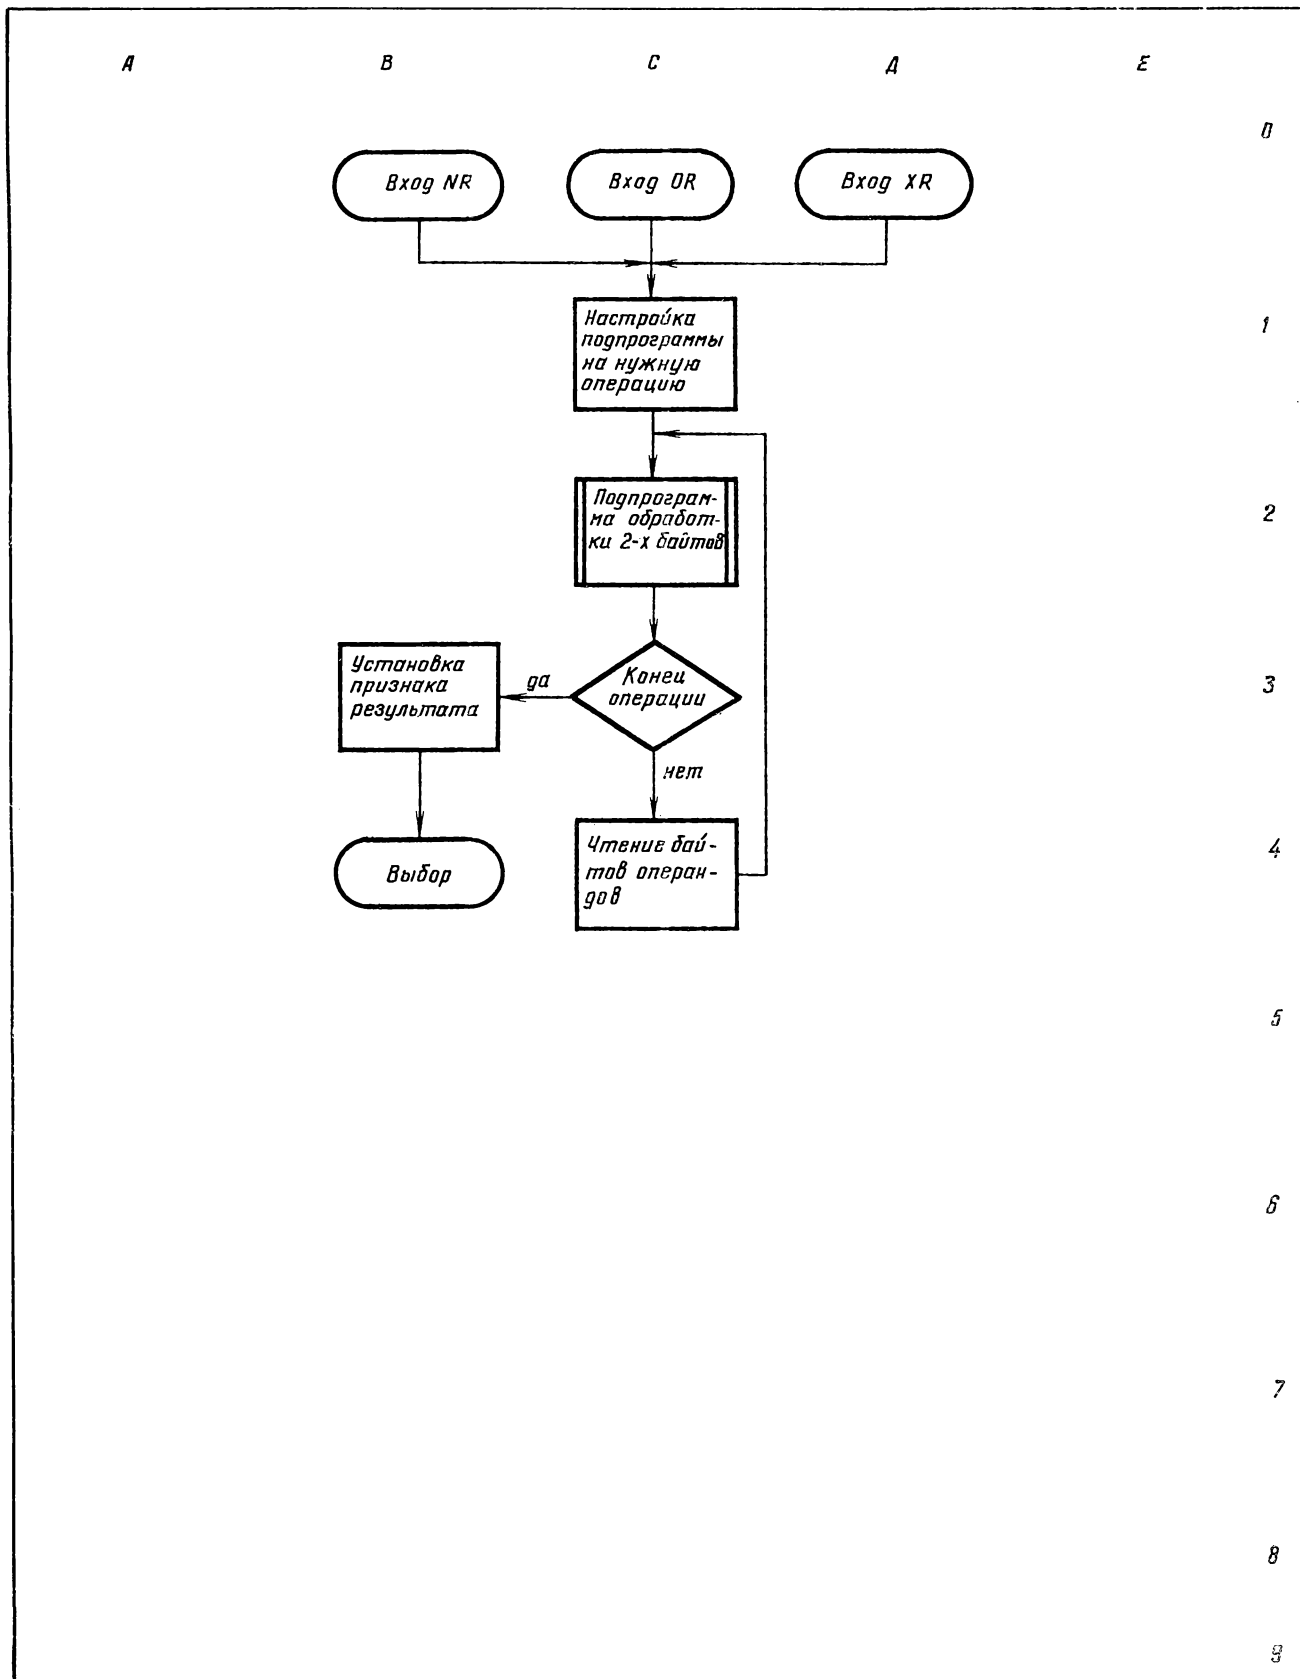 А В С Д Е
0
Вход NR Вход OR Вход XR
1
Настройка
подпрограммы
на нужную
операцию
2
Подпрограм-
ма обработ-
ки 2-х байтов
3
Установка
признака
результата
да
Конец
операции
нет
4
Выбор
Чтение бай-
тов операн-
дов
5
6
7
8
9